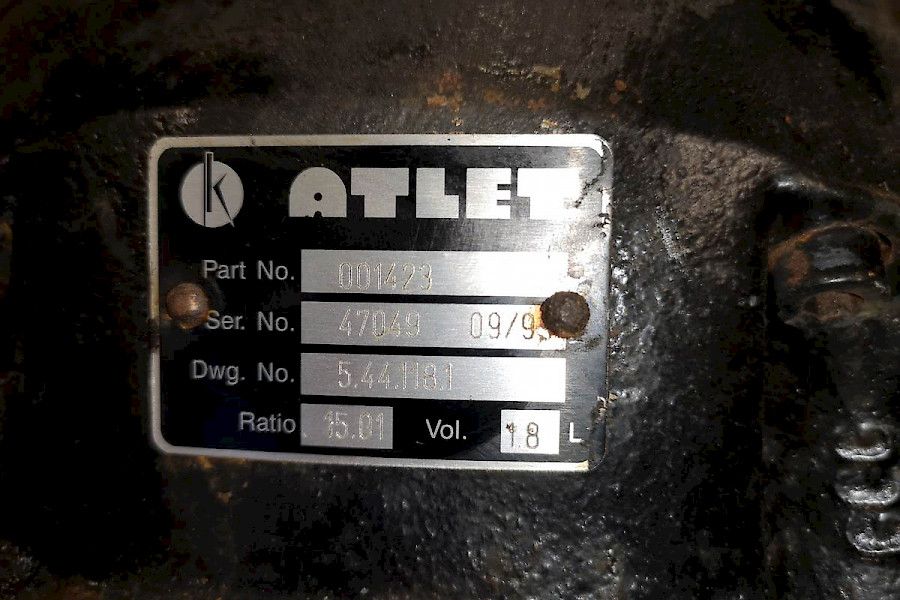 k ATLET
Part No. 001423
Ser. No. 47049
Dwg. No. 5.44.118.1
Ratio 15.01 Vol. 1.8 L